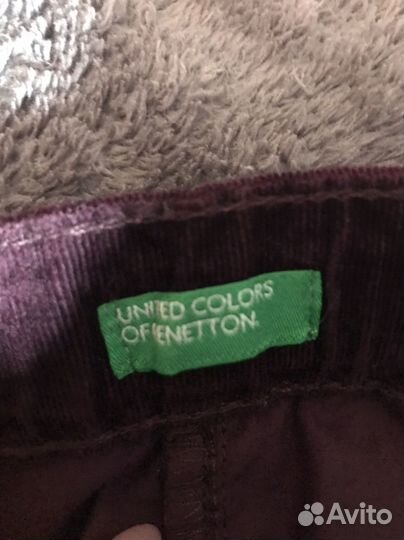 UNITED COLORS
OF BENETTON.
Avito